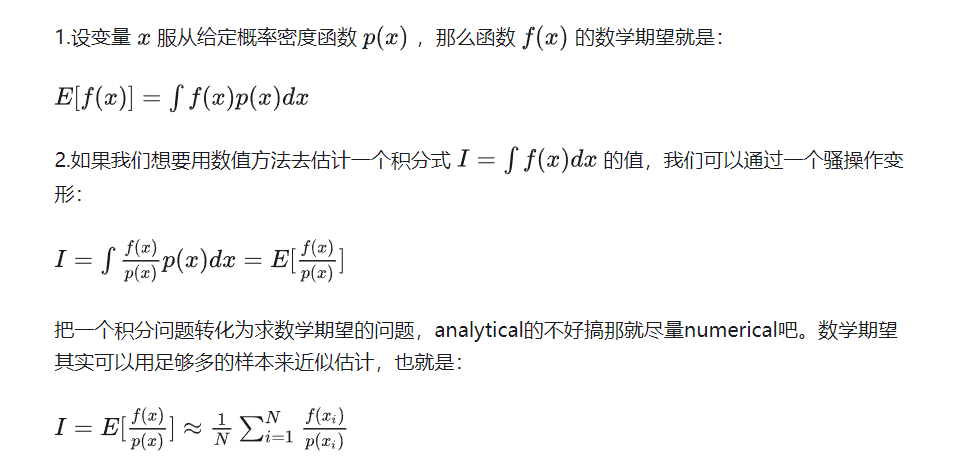 1.设变量 x 服从给定概率密度函数 p(x) ，那么函数 f(x) 的数学期望就是：
E[f(x)] = ∫ f(x)p(x)dx
2.如果我们想要用数值方法去估计一个积分式 I = ∫ f(x)dx 的值，我们可以通过一个骚操作变
形：
I = ∫ \frac{f(x)}{p(x)} p(x)dx = E[\frac{f(x)}{p(x)}]
把一个积分问题转化为求数学期望的问题，analytical的不好搞那就尽量numerical吧。数学期望
其实可以用足够多的样本来近似估计，也就是：
I = E[\frac{f(x)}{p(x)}] ≈ \frac{1}{N} \sum_{i=1}^{N} \frac{f(x_i)}{p(x_i)}